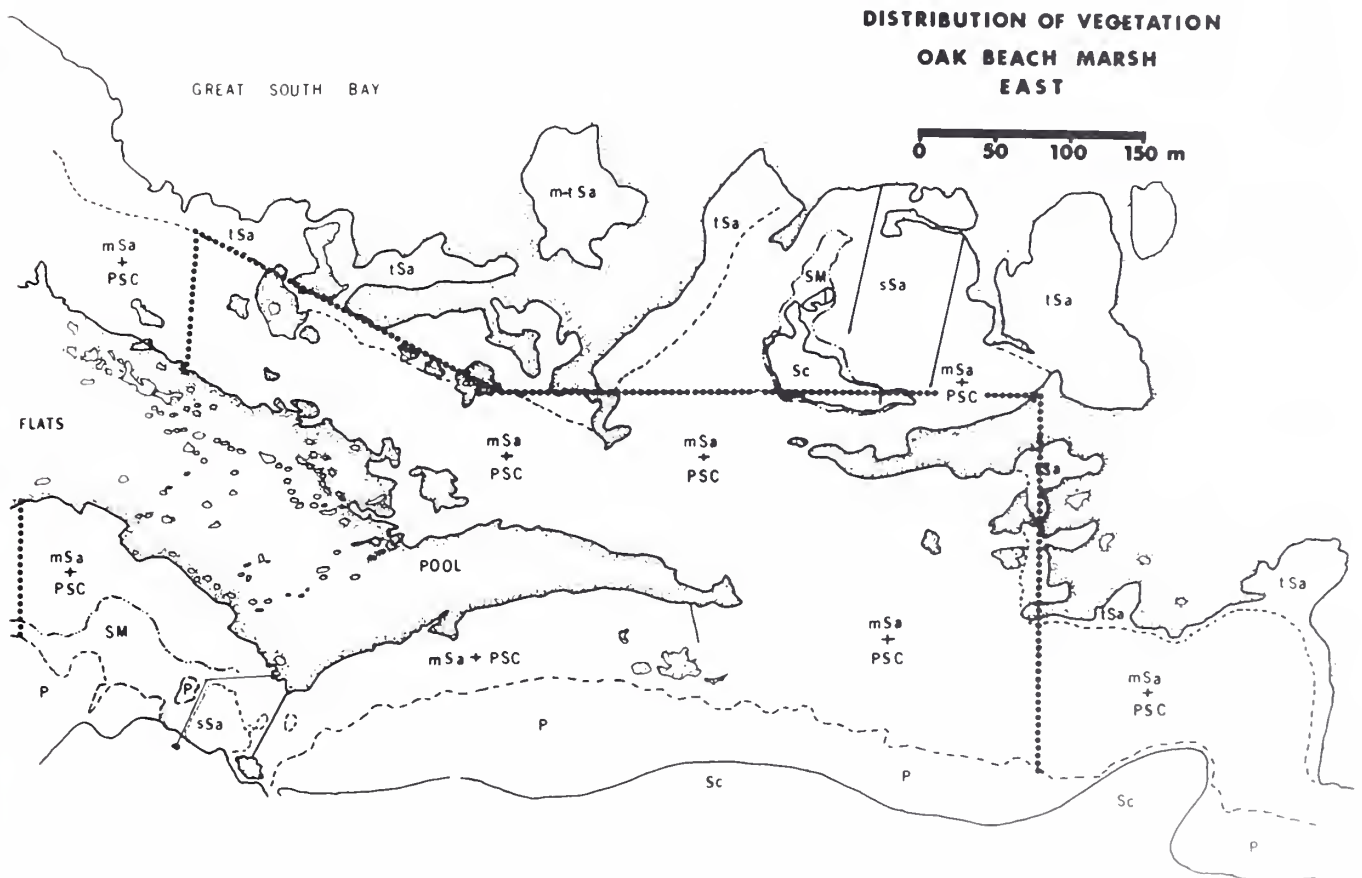 DISTRIBUTION OF VEGETATION
OAK BEACH MARSH
EAST
0 50 100 150 m
GREAT SOUTH BAY
m-tSa
tSa
tSa
tSa
mSa
+
PSC
SM
sSa
tSa
Sc
mSa
+
PSC
FLATS
mSa
+
PSC
mSa
+
PSC
POOL
mSa
+
PSC
SM
P
P
sSa
mSa + PSC
mSa
+
PSC
tSa
tSa
mSa
+
PSC
P
P
Sc
Sc
P